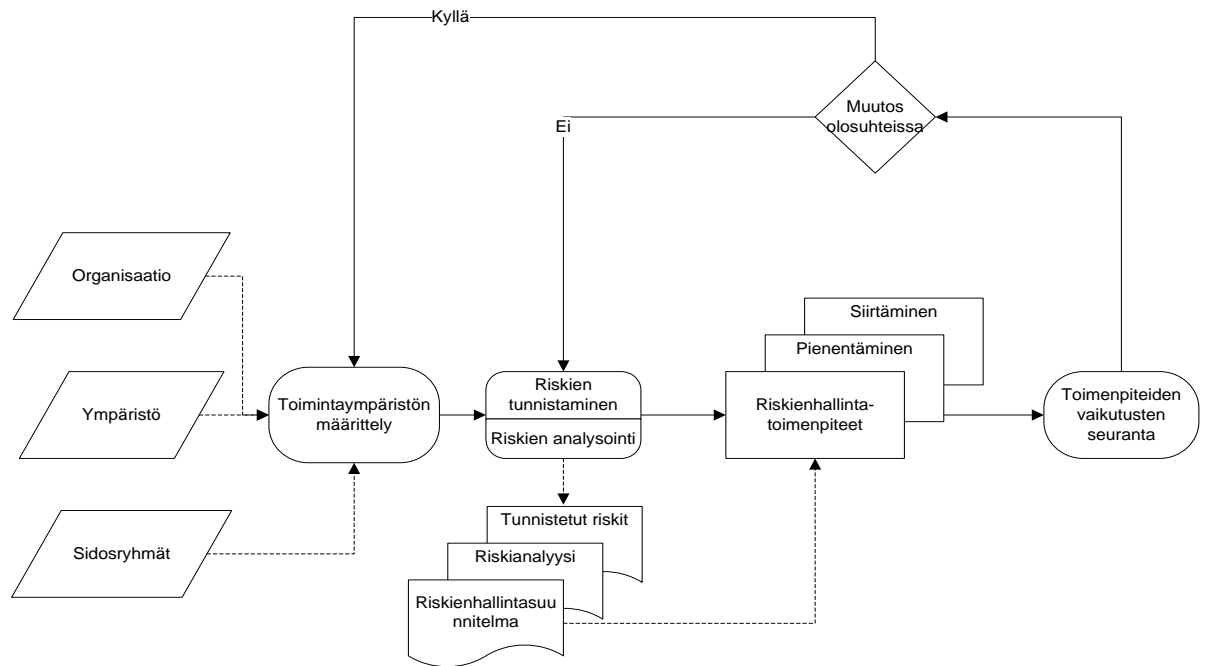 Kyllä
Muutos
olosuhteissa
Ei
Organisaatio
Ympäristö
Sidosryhmät
Toimintaympäristön
määrittely
Riskien
tunnistaminen
Riskien analysointi
Siirtäminen
Pienentäminen
Riskienhallinta-
toimenpiteet
Toimenpiteiden
vaikutusten
seuranta
Tunnistetut riskit
Riskianalyysi
Riskienhallintasuu
nnitelma